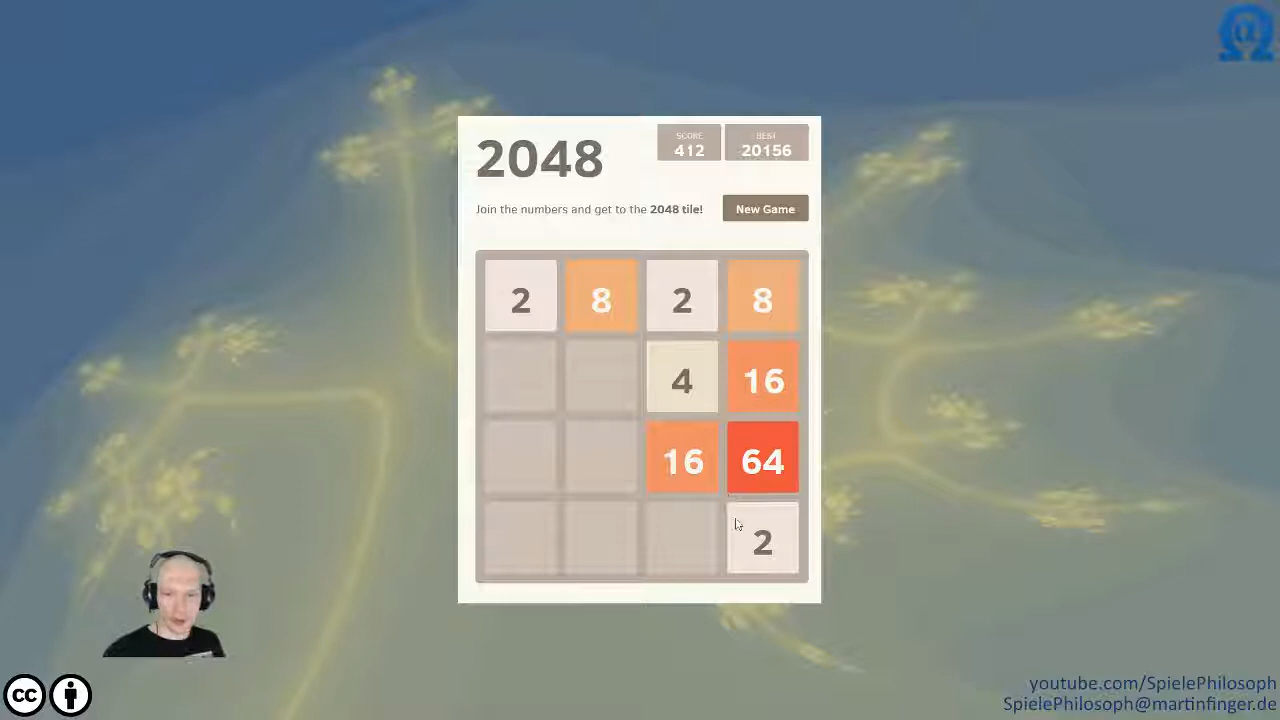 2048
SCORE
412
BEST
20156
Join the numbers and get to the 2048 tile!
New Game
2 8 2 8
4 16
16 64
2
cc
youtube.com/SpielePhilosoph
SpielePhilosoph@martinfinger.de